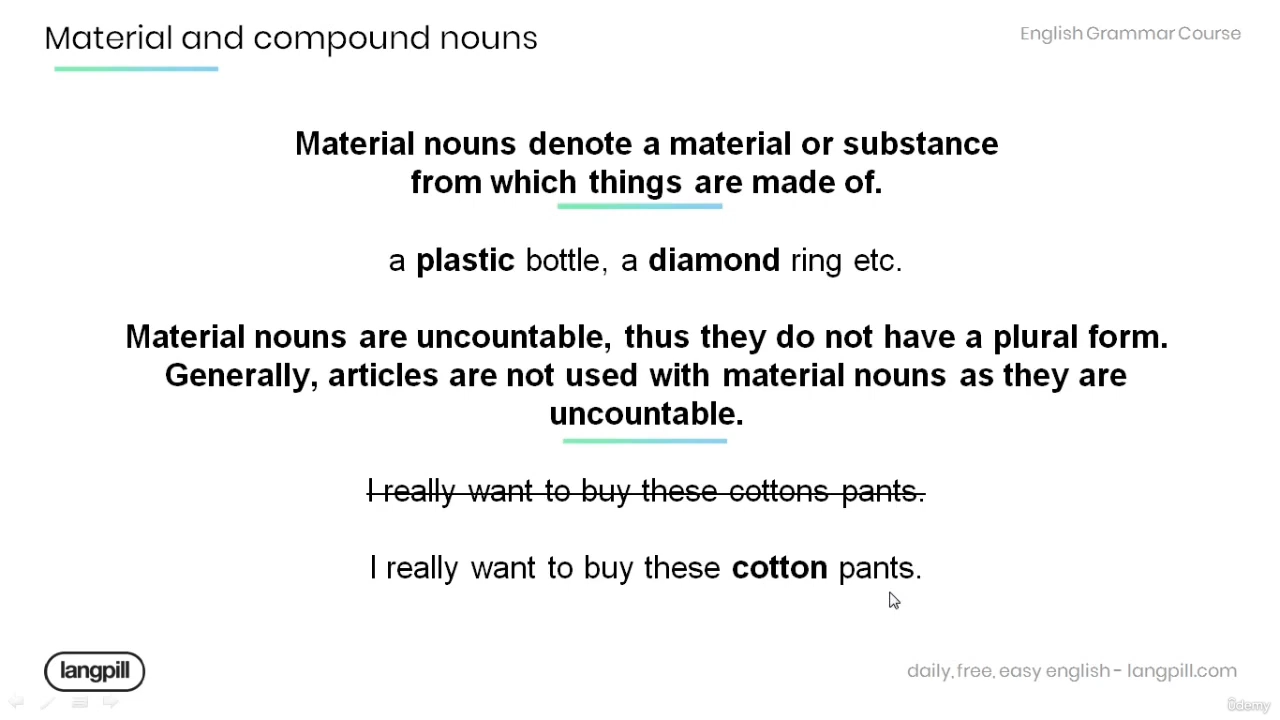 Material and compound nouns
English Grammar Course
Material nouns denote a material or substance
from which things are made of.
a plastic bottle, a diamond ring etc.
Material nouns are uncountable, thus they do not have a plural form.
Generally, articles are not used with material nouns as they are
uncountable.
I really want to buy these cottons pants.
I really want to buy these cotton pants.
langpill
daily, free, easy english - langpill.com
ûdemy